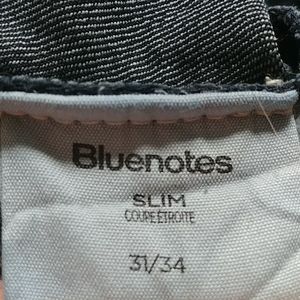 Bluenotes
SLIM
COUPE ÉTROITE
31/34